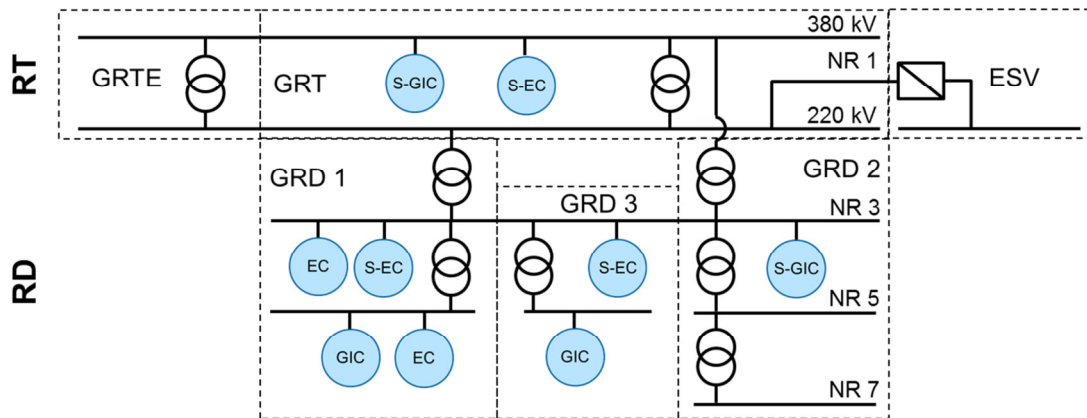 RT
380 kV
GRTE
GRT
S-GIC
S-EC
NR 1
ESV
220 kV
RD
GRD 1
GRD 2
GRD 3
NR 3
EC
S-EC
S-EC
S-GIC
NR 5
GIC
EC
GIC
NR 7